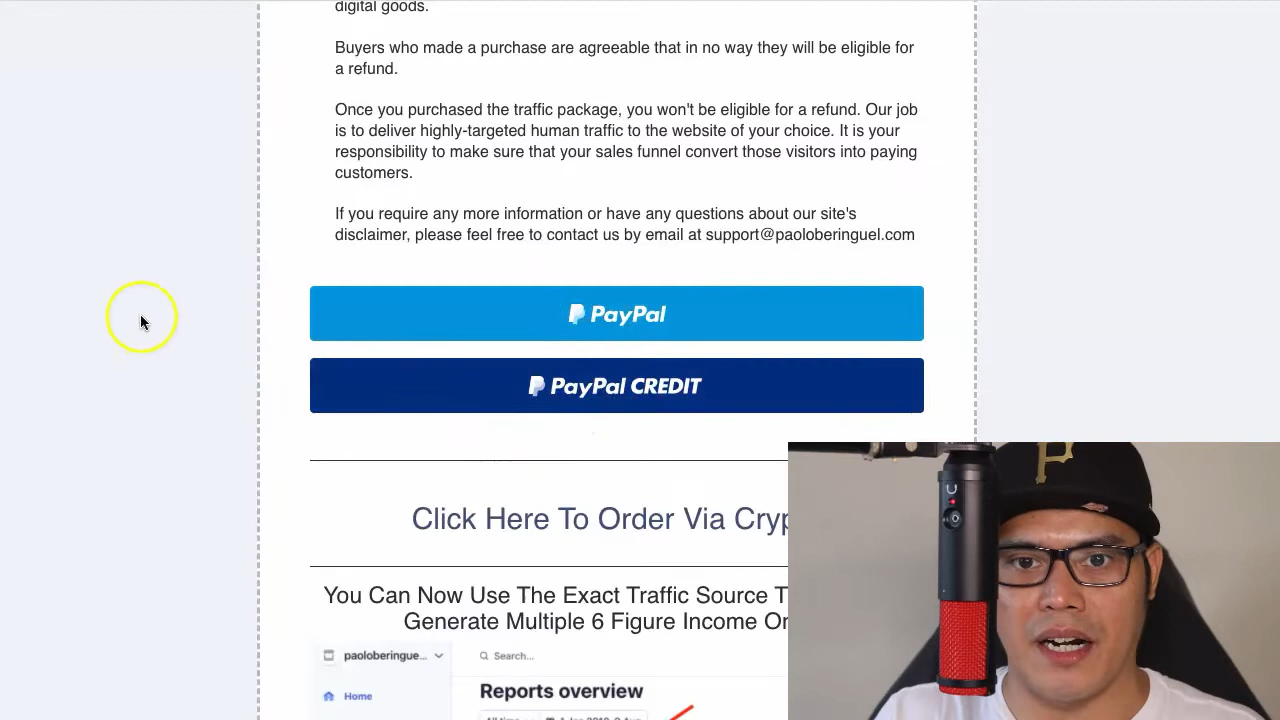 digital goods.
Buyers who made a purchase are agreeable that in no way they will be eligible for
a refund.
Once you purchased the traffic package, you won't be eligible for a refund. Our job
is to deliver highly-targeted human traffic to the website of your choice. It is your
responsibility to make sure that your sales funnel convert those visitors into paying
customers.
If you require any more information or have any questions about our site's
disclaimer, please feel free to contact us by email at support@paoloberinguel.com
PayPal
PayPal CREDIT
Click Here To Order Via Cryp
You Can Now Use The Exact Traffic Source T
Generate Multiple 6 Figure Income On
paoloberingue...
Search...
Home
Reports overview
P